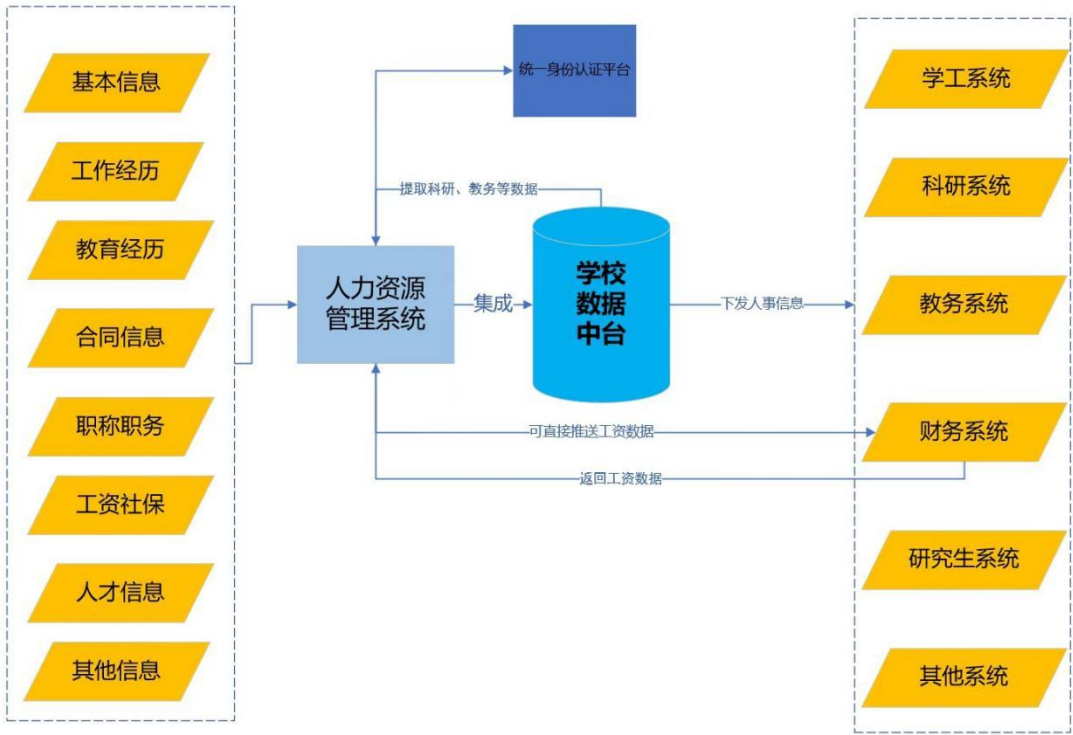 基本信息
工作经历
教育经历
合同信息
职称职务
工资社保
人才信息
其他信息
统一身份认证平台
提取科研、教务等数据
人力资源
管理系统
集成
学校
数据
中台
下发人事信息
可直接推送工资数据
返回工资数据
学工系统
科研系统
教务系统
财务系统
研究生系统
其他系统